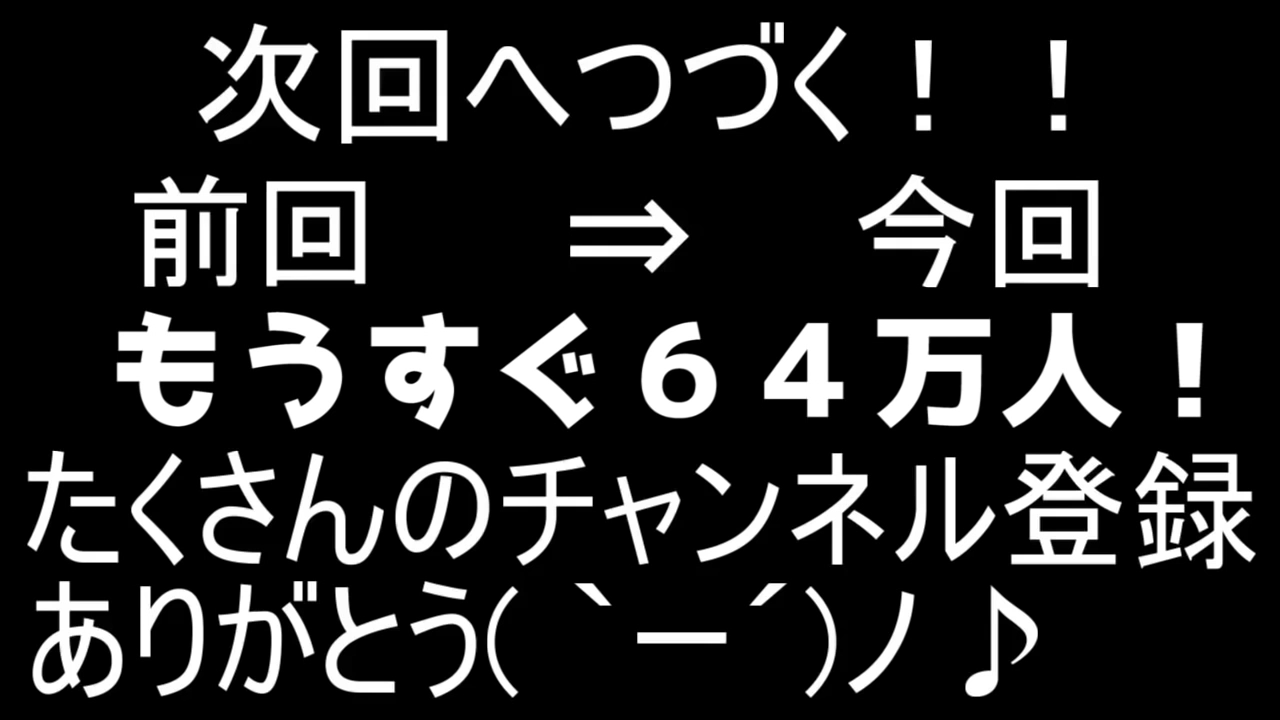 次回へつづく！！
前回　⇒　今回
もうすぐ６４万人！
たくさんのチャンネル登録
ありがとう(｀ー´)ノ♪